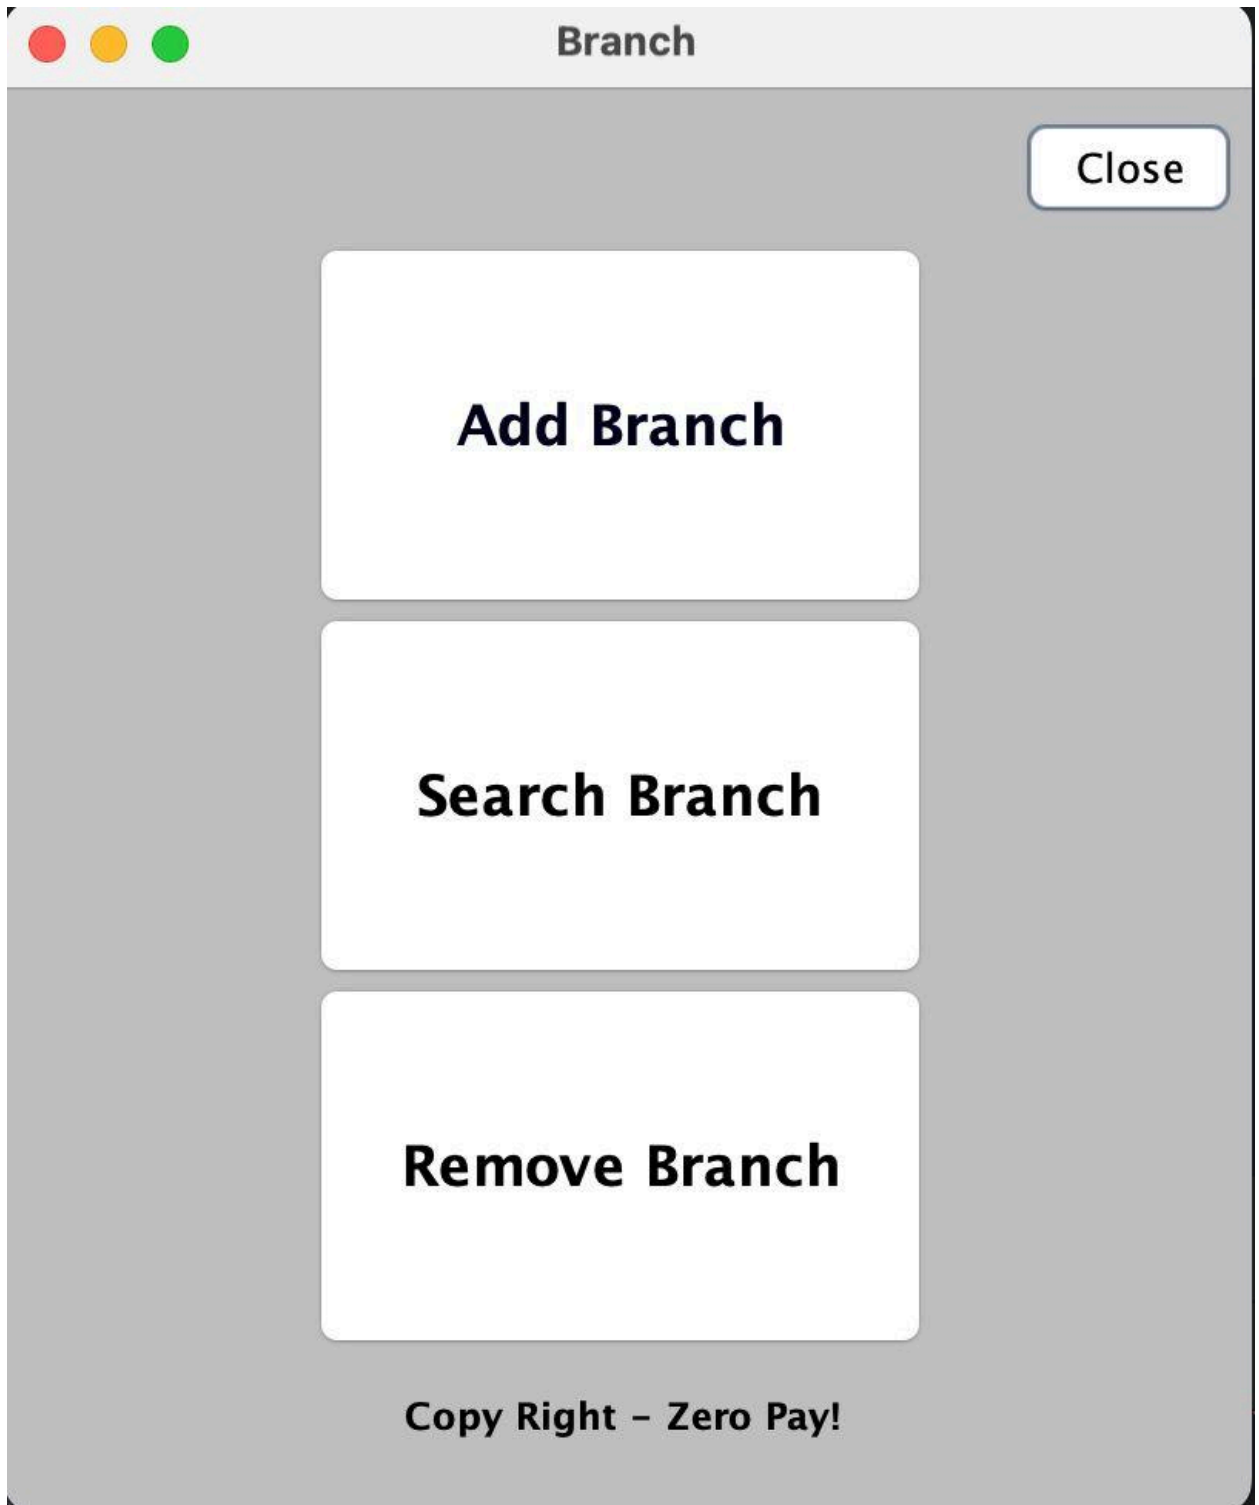 Branch
Close
Add Branch
Search Branch
Remove Branch
Copy Right - Zero Pay!